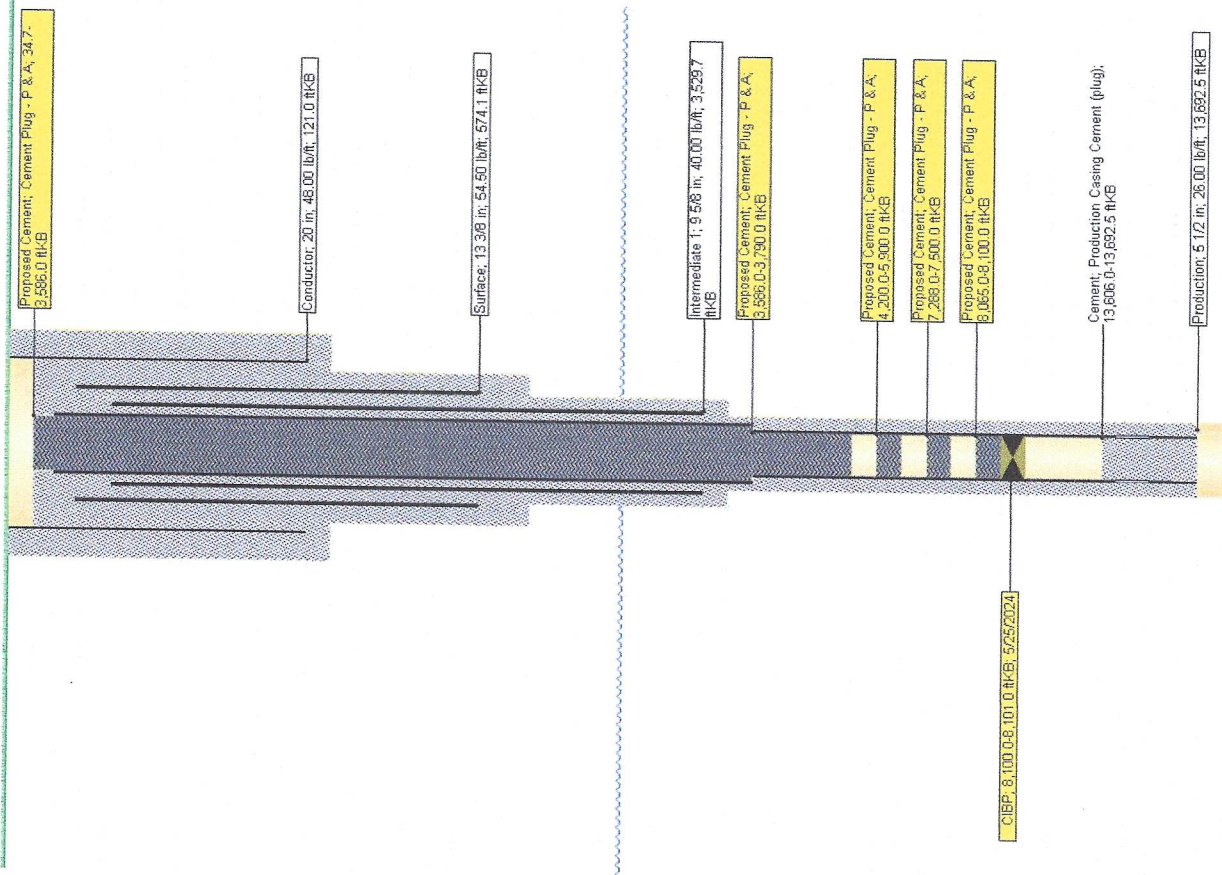 Proposed Cement; Cement Plug - P & A; 34.7-
3,586.0 ftKB
Conductor; 20 in; 48.00 lb/ft; 121.0 ftKB
Surface; 13 3/8 in; 54.50 lb/ft; 574.1 ftKB
Intermediate 1; 9 5/8 in; 40.00 lb/ft; 3,529.7
ftKB
Proposed Cement; Cement Plug - P & A;
3,586.0-3,790.0 ftKB
Proposed Cement; Cement Plug - P & A;
4,200.0-5,900.0 ftKB
Proposed Cement; Cement Plug - P & A;
7,288.0-7,500.0 ftKB
Proposed Cement; Cement Plug - P & A;
8,065.0-8,100.0 ftKB
CIBP; 8,100.0-8,101.0 ftKB; 5/25/2024
Cement; Production Casing Cement (plug);
13,606.0-13,692.5 ftKB
Production; 5 1/2 in; 26.00 lb/ft; 13,692.5 ftKB